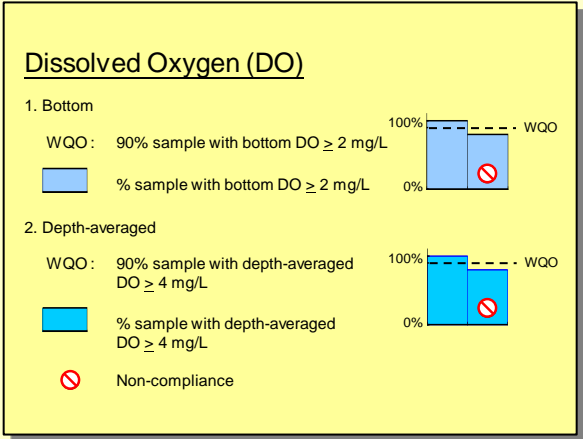 Dissolved Oxygen (DO)
1. Bottom
WQO : 90% sample with bottom DO ≥ 2 mg/L
% sample with bottom DO ≥ 2 mg/L
100%
WQO
0%
2. Depth-averaged
WQO : 90% sample with depth-averaged
DO ≥ 4 mg/L
% sample with depth-averaged
DO ≥ 4 mg/L
100%
WQO
0%
Non-compliance